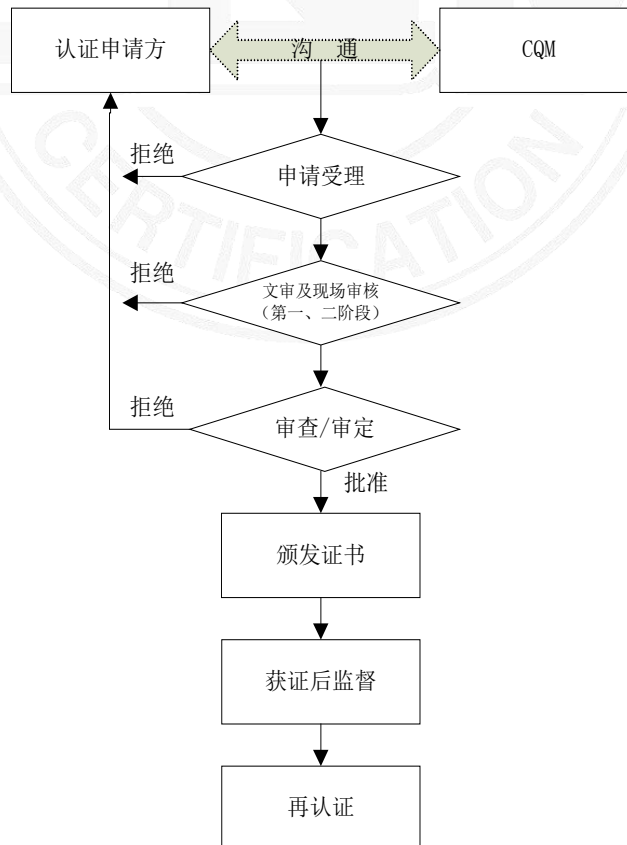 认证申请方
沟 通
CQM
拒绝
申请受理
拒绝
文审及现场审核
（第一、二阶段）
拒绝
审查/审定
批准
颁发证书
获证后监督
再认证
CERTIFICATION